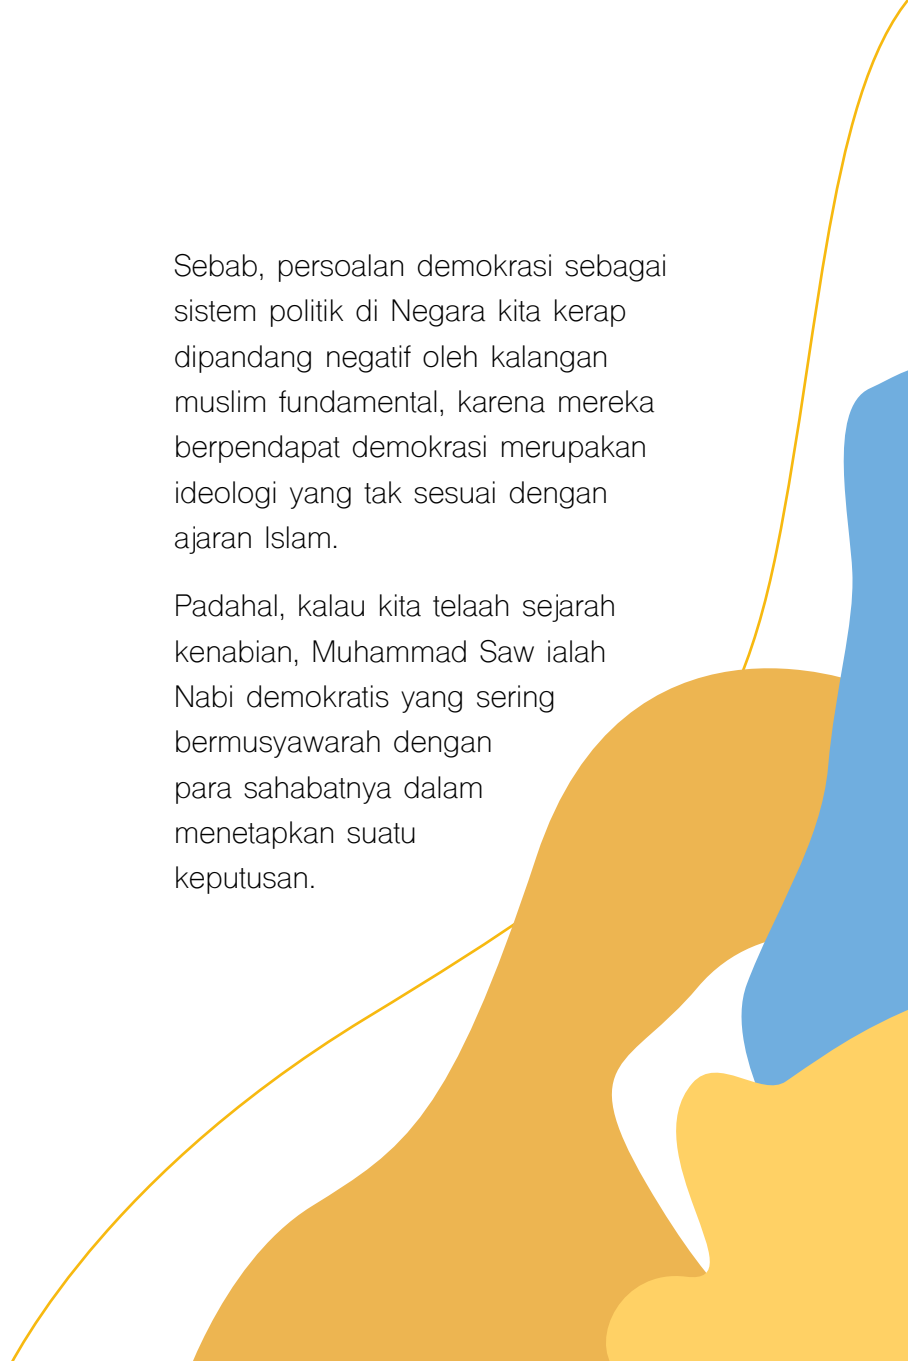 Sebab, persoalan demokrasi sebagai
sistem politik di Negara kita kerap
dipandang negatif oleh kalangan
muslim fundamental, karena mereka
berpendapat demokrasi merupakan
ideologi yang tak sesuai dengan
ajaran Islam.
Padahal, kalau kita telaah sejarah
kenabian, Muhammad Saw ialah
Nabi demokratis yang sering
bermusyawarah dengan
para sahabatnya dalam
menetapkan suatu
keputusan.